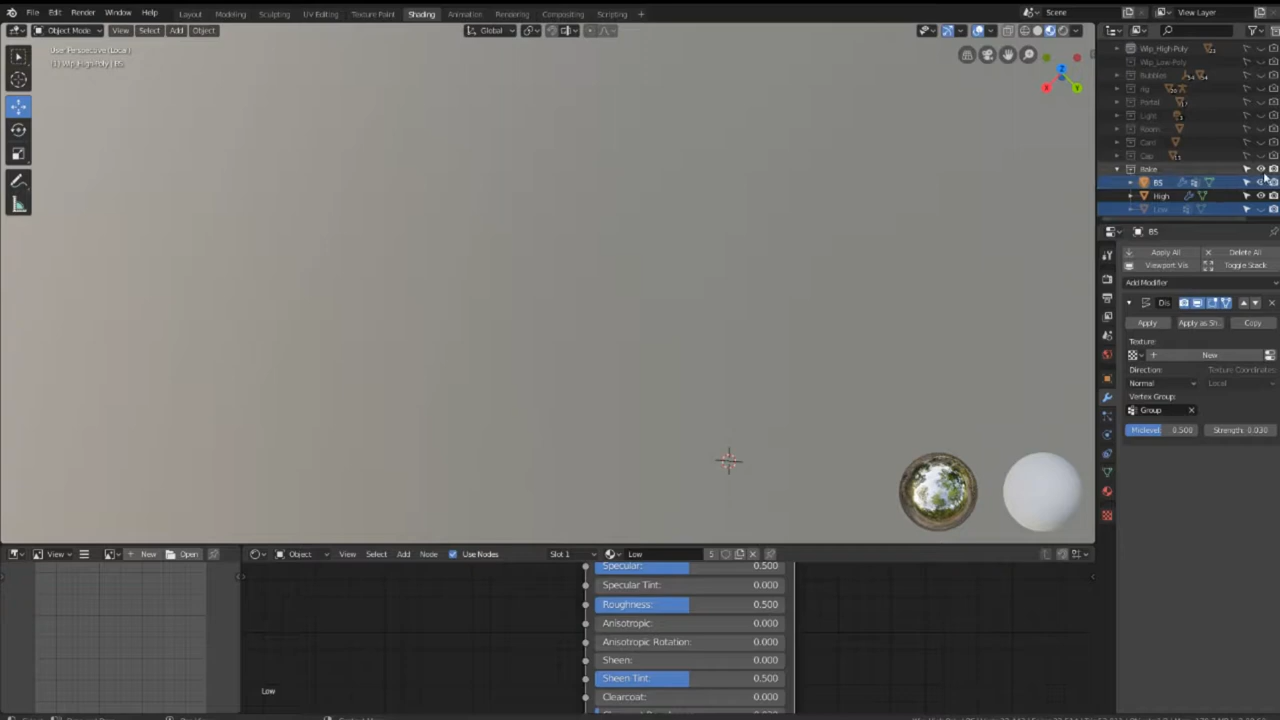 File Edit Render Window Help Layout Modeling Sculpting UV Editing Texture Paint Shading Animation Rendering Compositing Scripting + Scene View Layer
Object Mode View Select Add Object Global
User Perspective (Local)
(1) Wip_High-Poly | BS
Wip_High-Poly
Wip_Low-Poly
Bubbles
rig
Portal
Light
Room
Cam
Cap
Bake
BS
High
Low
BS
Apply All Delete All
Viewport Vis Toggle Stack
Add Modifier
Dis
Apply Apply as Sh... Copy
Texture:
New
Direction: Texture Coordinates:
Normal Local
Vertex Group:
Group
Midlevel: 0.500 Strength: 0.030
View New Open Object View Select Add Node Use Nodes Slot 1 Low 5
Specular: 0.500
Specular Tint: 0.000
Roughness: 0.500
Anisotropic: 0.000
Anisotropic Rotation: 0.000
Sheen: 0.000
Sheen Tint: 0.500
Clearcoat: 0.000
Low